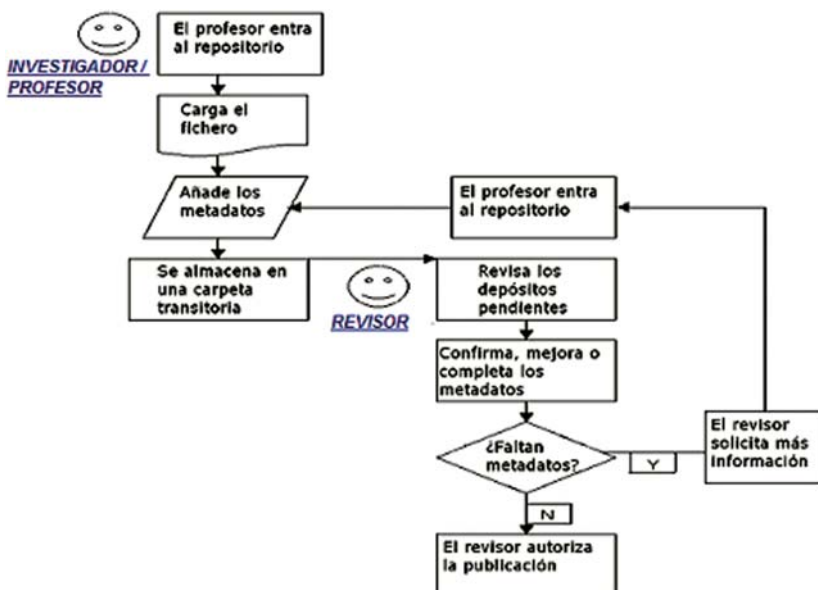 El profesor entra
al repositorio
INVESTIGADOR /
PROFESOR
Carga el
fichero
Añade los
metadatos
El profesor entra
al repositorio
Se almacena en
una carpeta
transitoria
REVISOR
Revisa los
depósitos
pendientes
Confirma, mejora o
completa los
metadatos
¿Faltan
metadatos?
Y
El revisor
solicita más
información
N
El revisor autoriza
la publicación